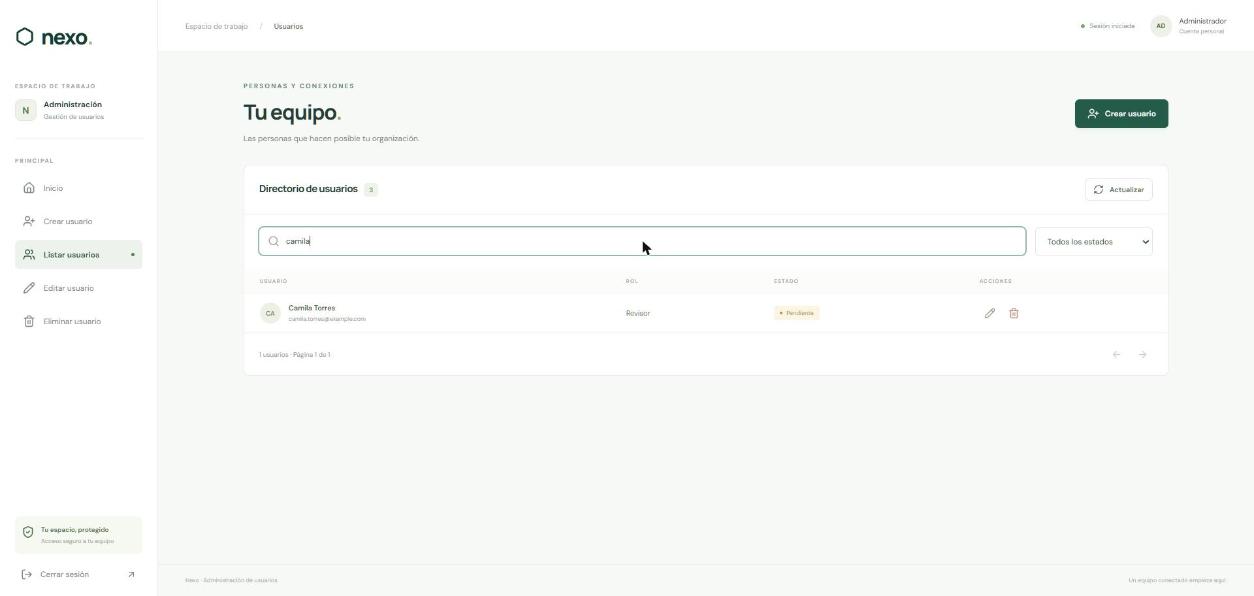 nexo.
ESPACIO DE TRABAJO
N
Administración
Gestión de usuarios
PRINCIPAL
Inicio
Crear usuario
Listar usuarios
Editar usuario
Eliminar usuario
Tu espacio, protegido
Acceso seguro a tu equipo
Cerrar sesión
Espacio de trabajo / Usuarios
Sesión iniciada
AD
Administrador
Cuenta personal
PERSONAS Y CONEXIONES
Tu equipo.
Las personas que hacen posible tu organización.
Crear usuario
Directorio de usuarios 3
Actualizar
camila
Todos los estados
USUARIO ROL ESTADO ACCIONES
CA
Camila Torres
camila.torres@example.com
Revisor
Pendiente
1 usuarios · Página 1 de 1
Nexo · Administración de usuarios
Un equipo conectado empieza aquí.